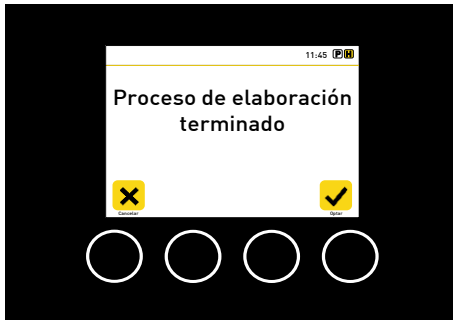 11:45 P H
Proceso de elaboración
terminado
Cancelar
Optar